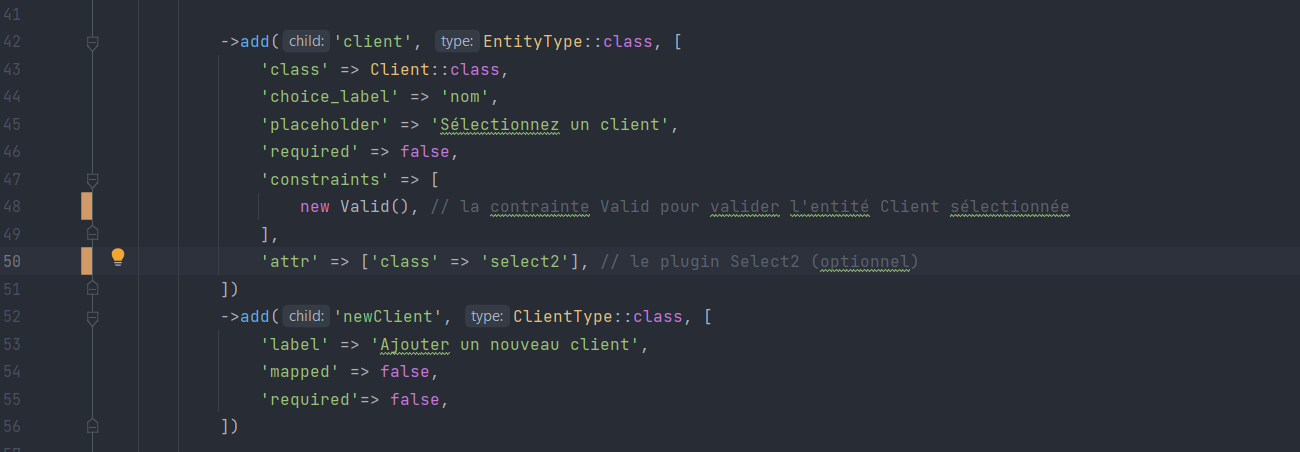 41
42 ->add( child: 'client', type: EntityType::class, [
43 'class' => Client::class,
44 'choice_label' => 'nom',
45 'placeholder' => 'Sélectionnez un client',
46 'required' => false,
47 'constraints' => [
48 new Valid(), // la contrainte Valid pour valider l'entité Client sélectionnée
49 ],
50 'attr' => ['class' => 'select2'], // le plugin Select2 (optionnel)
51 ])
52 ->add( child: 'newClient', type: ClientType::class, [
53 'label' => 'Ajouter un nouveau client',
54 'mapped' => false,
55 'required'=> false,
56 ])
57